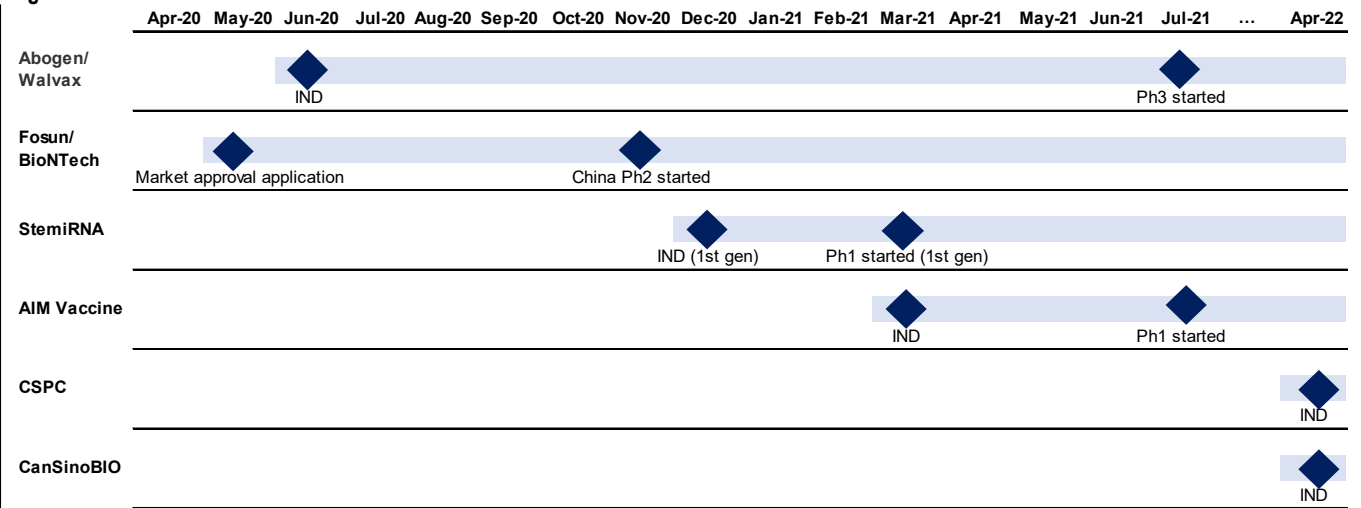 Apr-20 May-20 Jun-20 Jul-20 Aug-20 Sep-20 Oct-20 Nov-20 Dec-20 Jan-21 Feb-21 Mar-21 Apr-21 May-21 Jun-21 Jul-21 … Apr-22
Abogen/
Walvax
IND Ph3 started
Fosun/
BioNTech
Market approval application China Ph2 started
StemiRNA
IND (1st gen) Ph1 started (1st gen)
AIM Vaccine
IND Ph1 started
CSPC
IND
CanSinoBIO
IND